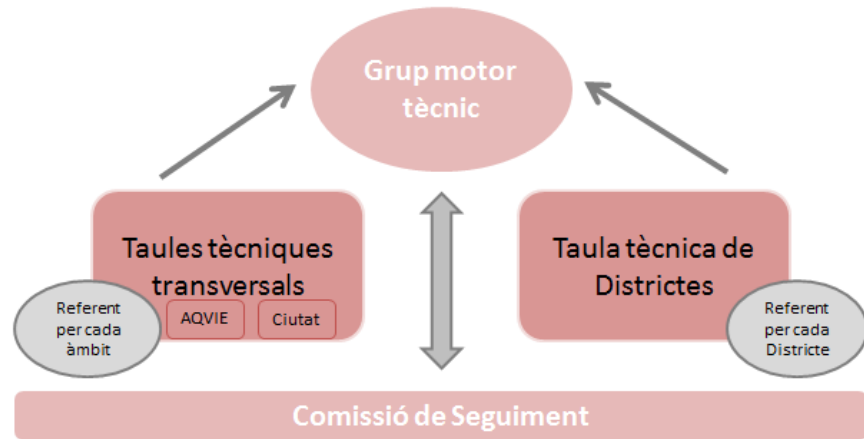 Grup motor
tècnic
Taules tècniques
transversals
AQVIE
Ciutat
Referent
per cada
àmbit
Taula tècnica de
Districtes
Referent
per cada
Districte
Comissió de Seguiment